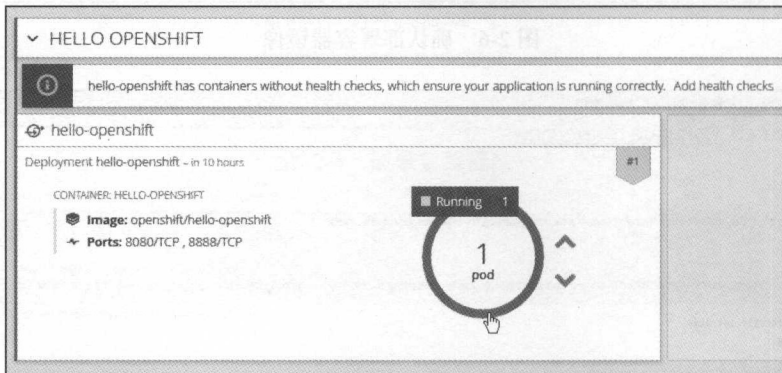 HELLO OPENSHIFT
hello-openshift has containers without health checks, which ensure your application is running correctly. Add health checks
hello-openshift
Deployment hello-openshift – in 10 hours
#1
CONTAINER: HELLO-OPENSHIFT
Image: openshift/hello-openshift
Ports: 8080/TCP , 8888/TCP
Running 1
1
pod